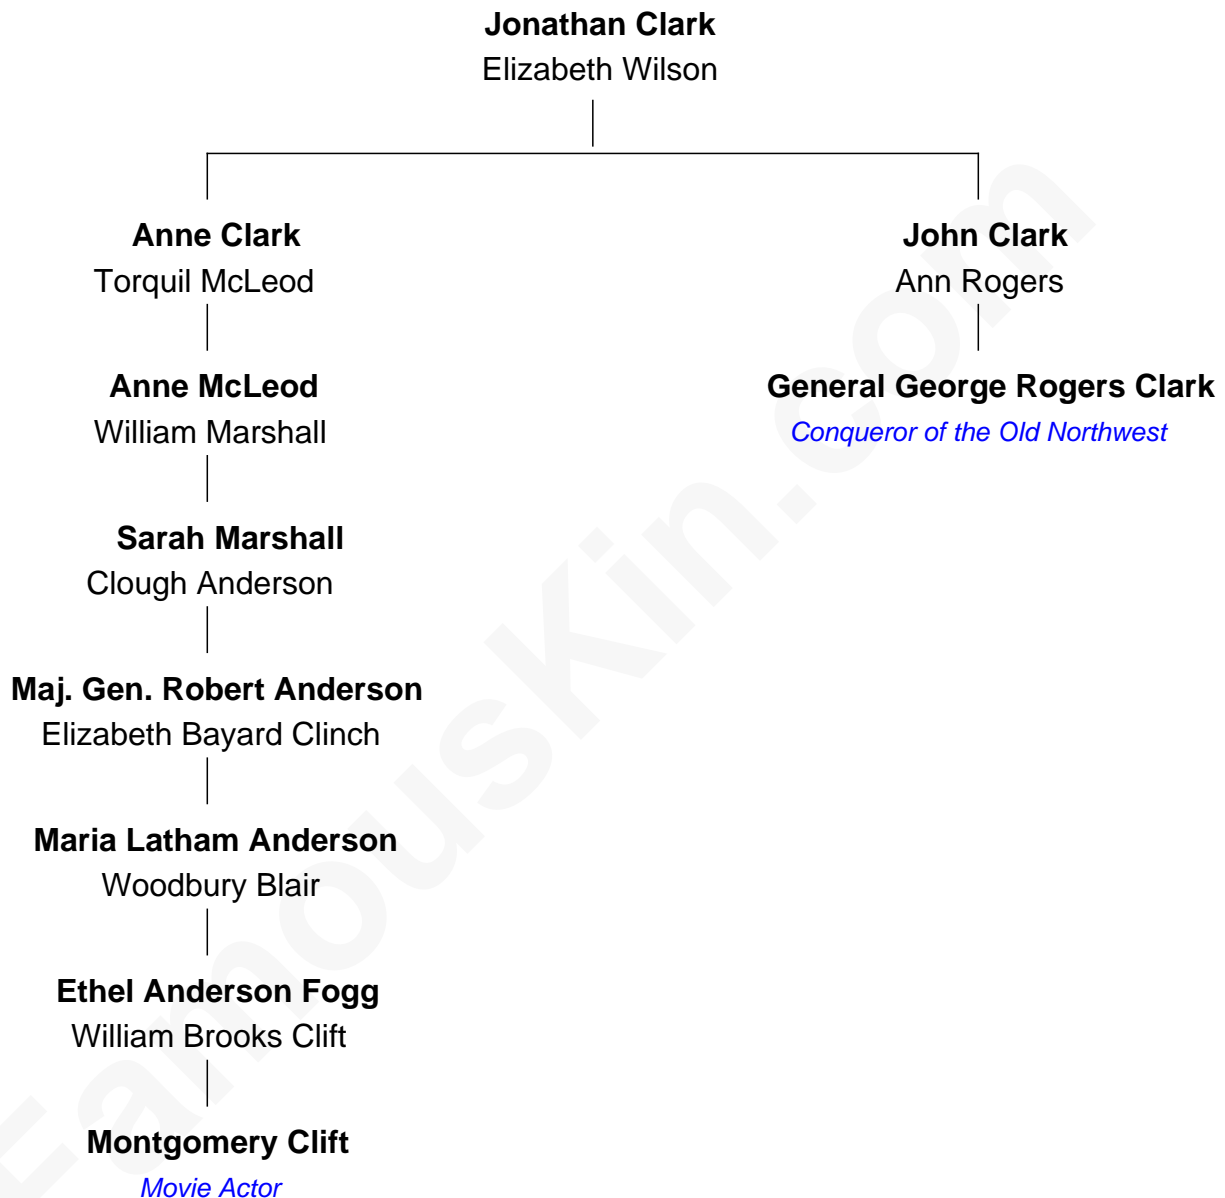 Jonathan Clark
Elizabeth Wilson
Anne Clark
Torquil McLeod
John Clark
Ann Rogers
Anne McLeod
William Marshall
General George Rogers Clark
Conqueror of the Old Northwest
Sarah Marshall
Clough Anderson
Maj. Gen. Robert Anderson
Elizabeth Bayard Clinch
Maria Latham Anderson
Woodbury Blair
Ethel Anderson Fogg
William Brooks Clift
Montgomery Clift
Movie Actor
FamousKin.com